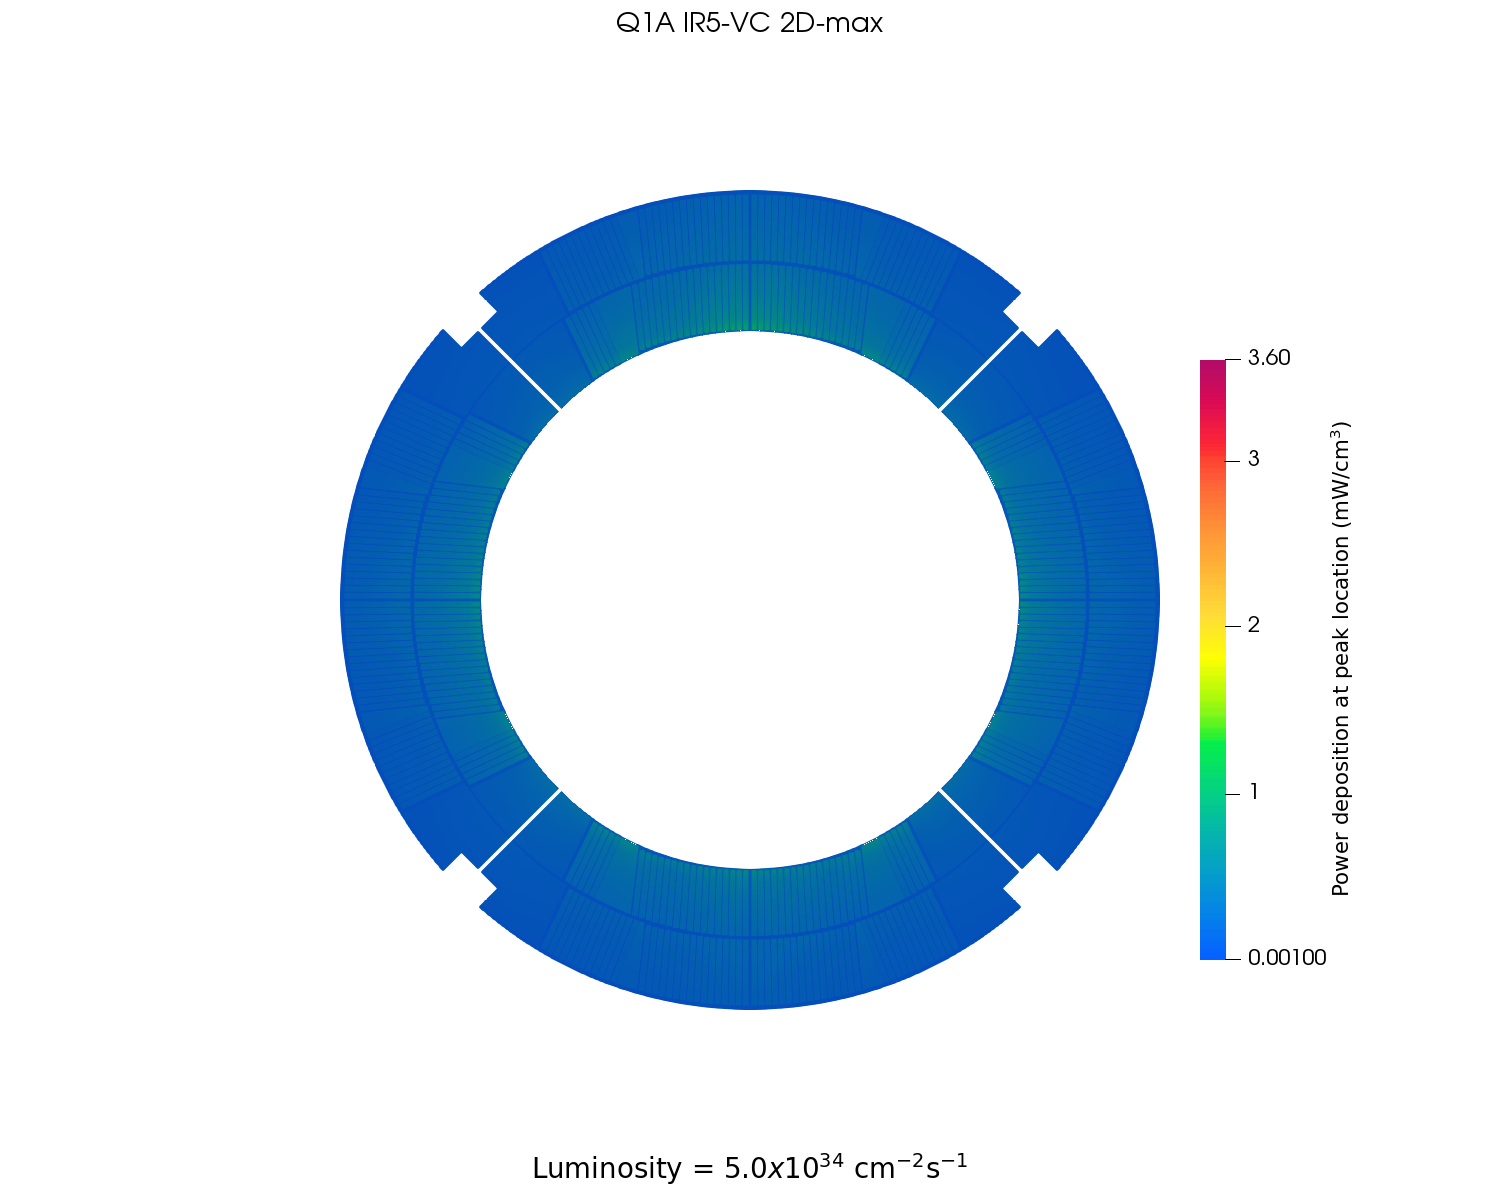 Q1A IR5-VC 2D-max
3.60
3
2
1
0.00100
Power deposition at peak location (mW/cm³)
Luminosity = 5.0x10³⁴ cm⁻²s⁻¹